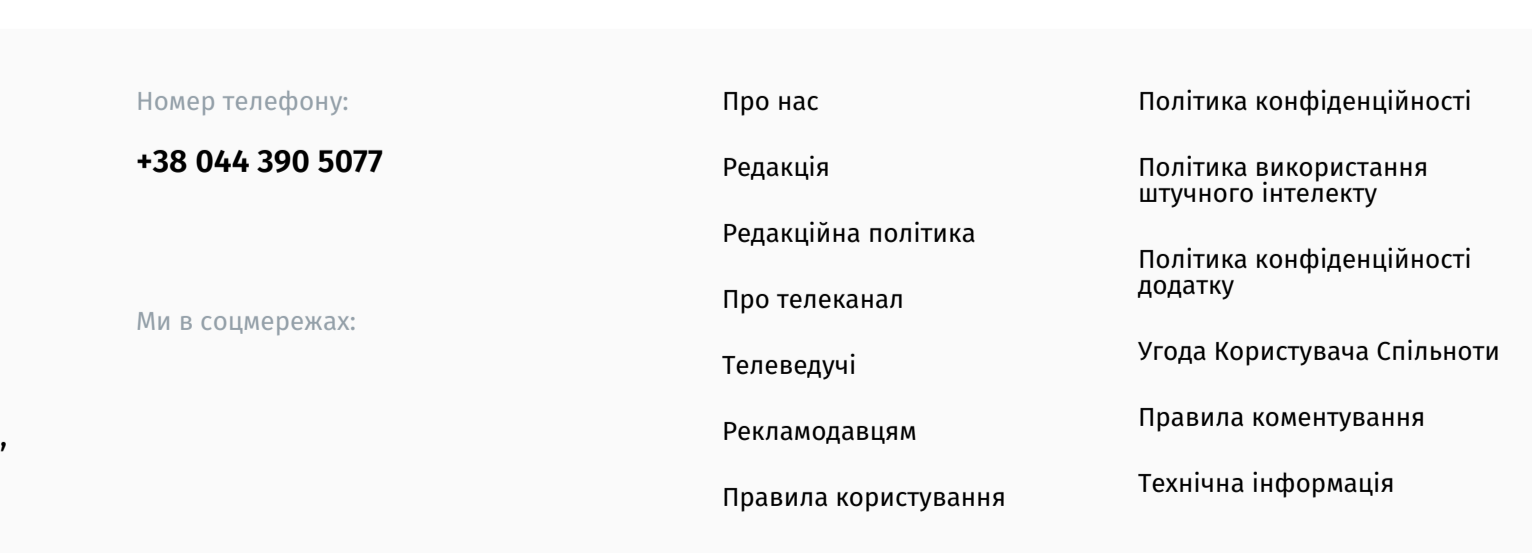 Номер телефону:
+38 044 390 5077
Ми в соцмережах:
,
Про нас
Редакція
Редакційна політика
Про телеканал
Телеведучі
Рекламодавцям
Правила користування
Політика конфіденційності
Політика використання
штучного інтелекту
Політика конфіденційності
додатку
Угода Користувача Спільноти
Правила коментування
Технічна інформація